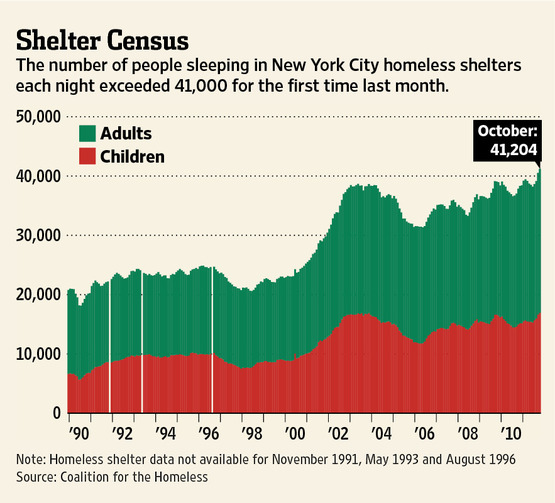 Shelter Census
The number of people sleeping in New York City homeless shelters
each night exceeded 41,000 for the first time last month.
50,000
Adults
Children
October:
41,204
40,000
30,000
20,000
10,000
0
'90 '92 '94 '96 '98 '00 '02 '04 '06 '08 '10
Note: Homeless shelter data not available for November 1991, May 1993 and August 1996
Source: Coalition for the Homeless